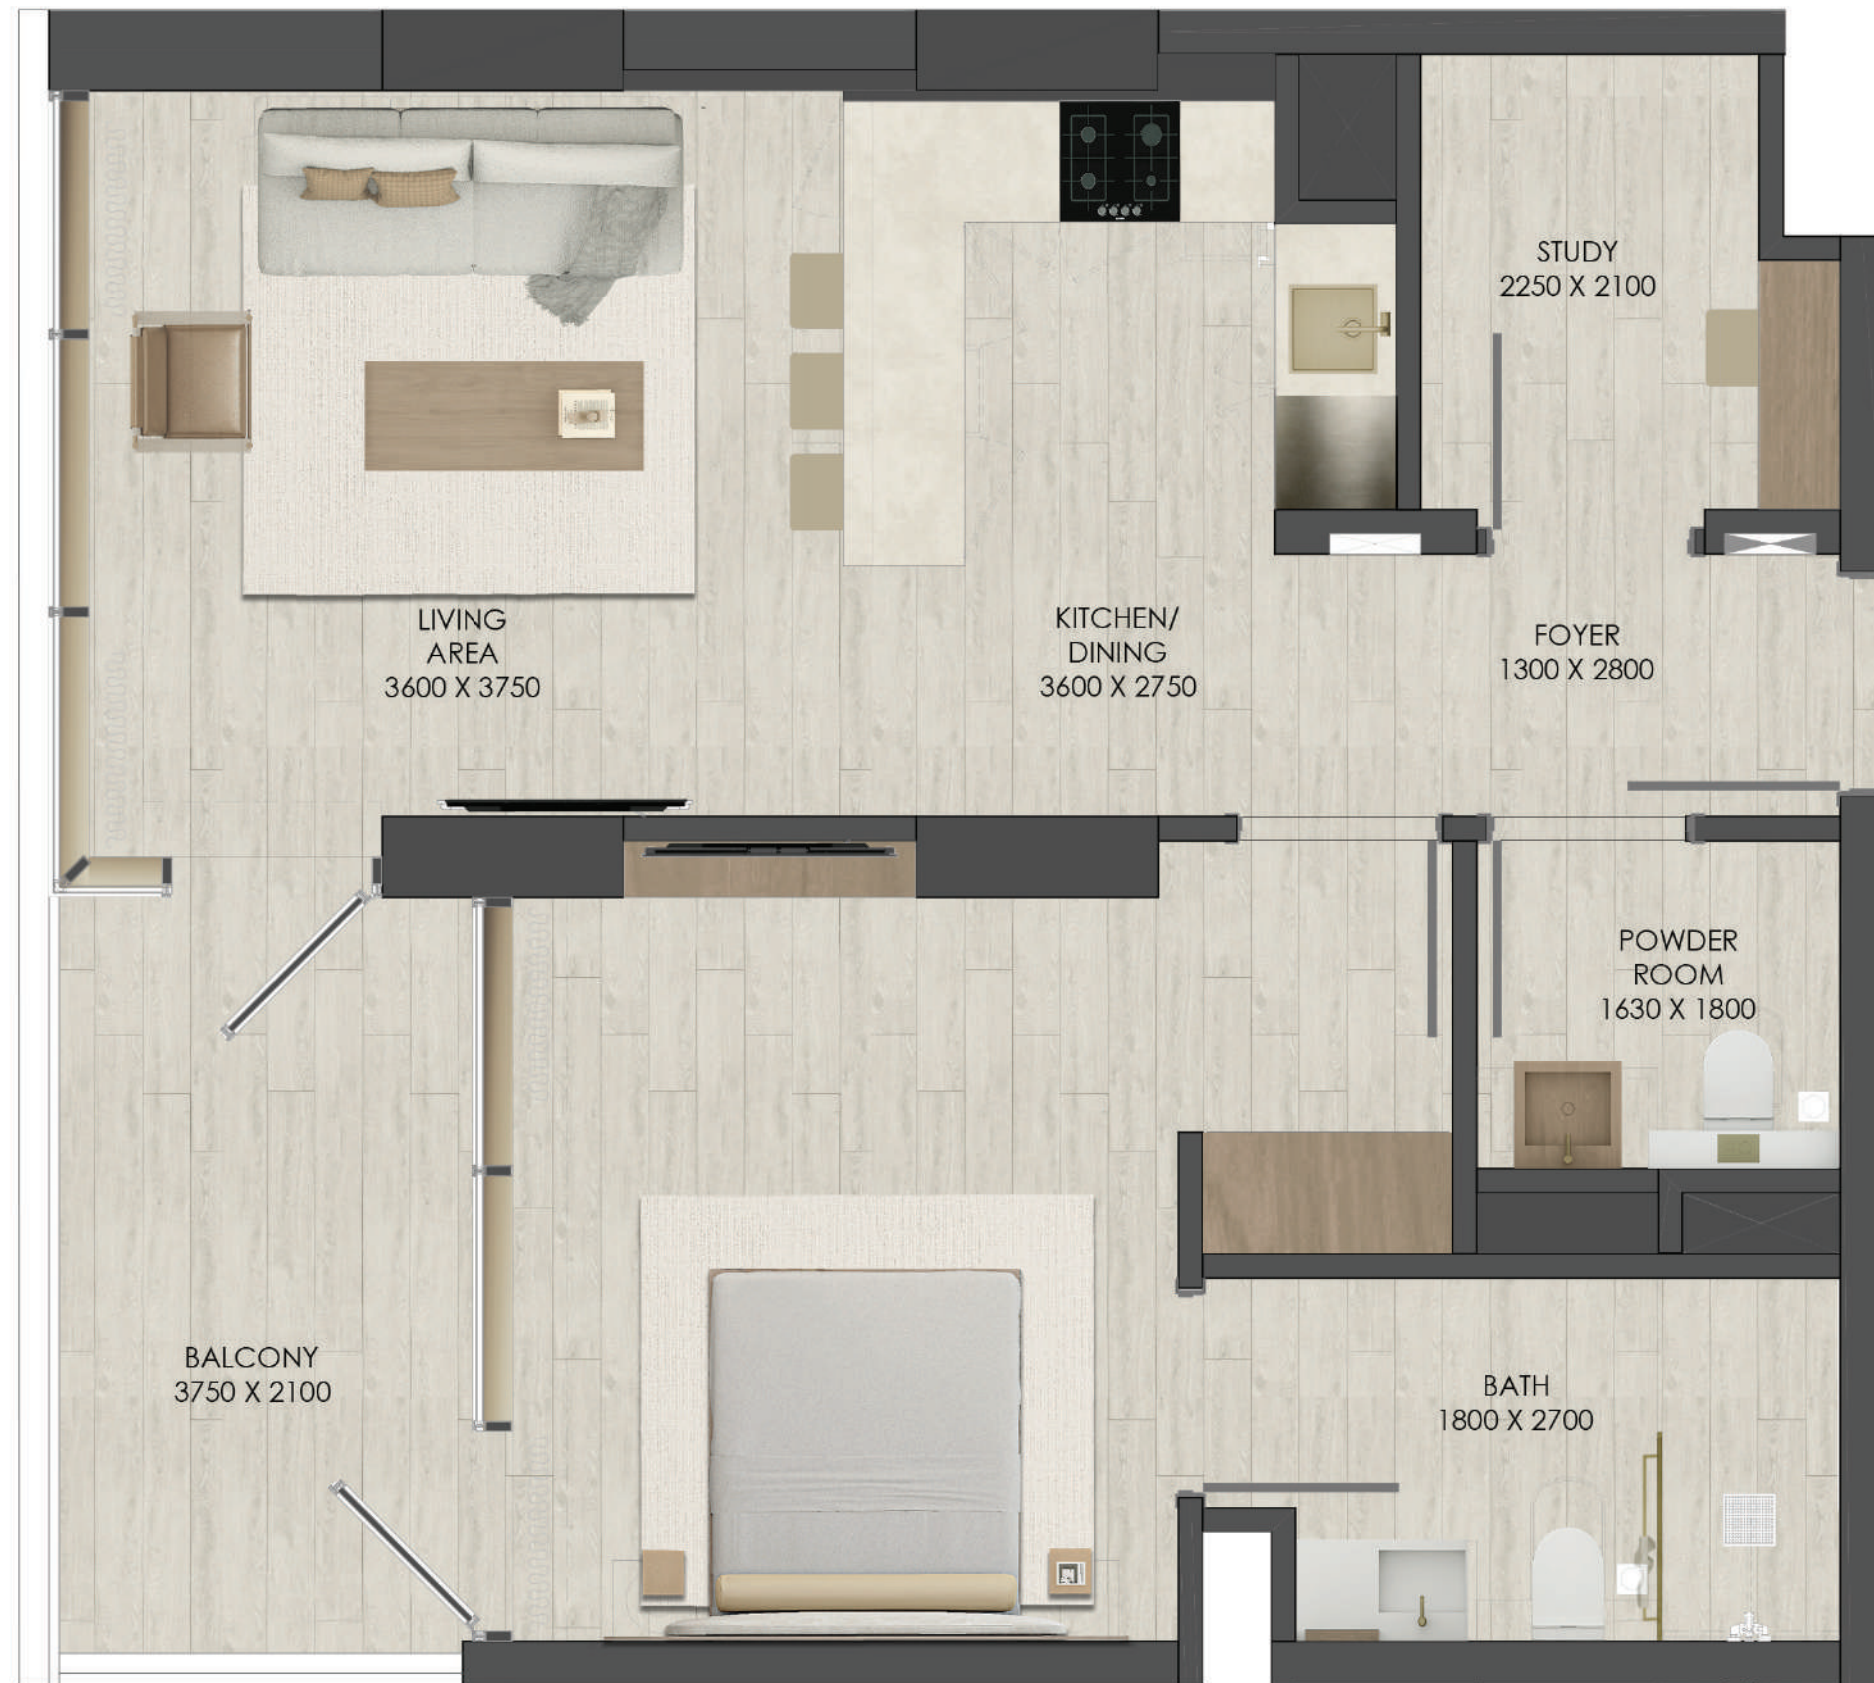 STUDY
2250 X 2100
LIVING
AREA
3600 X 3750
KITCHEN/
DINING
3600 X 2750
FOYER
1300 X 2800
POWDER
ROOM
1630 X 1800
BALCONY
3750 X 2100
BATH
1800 X 2700